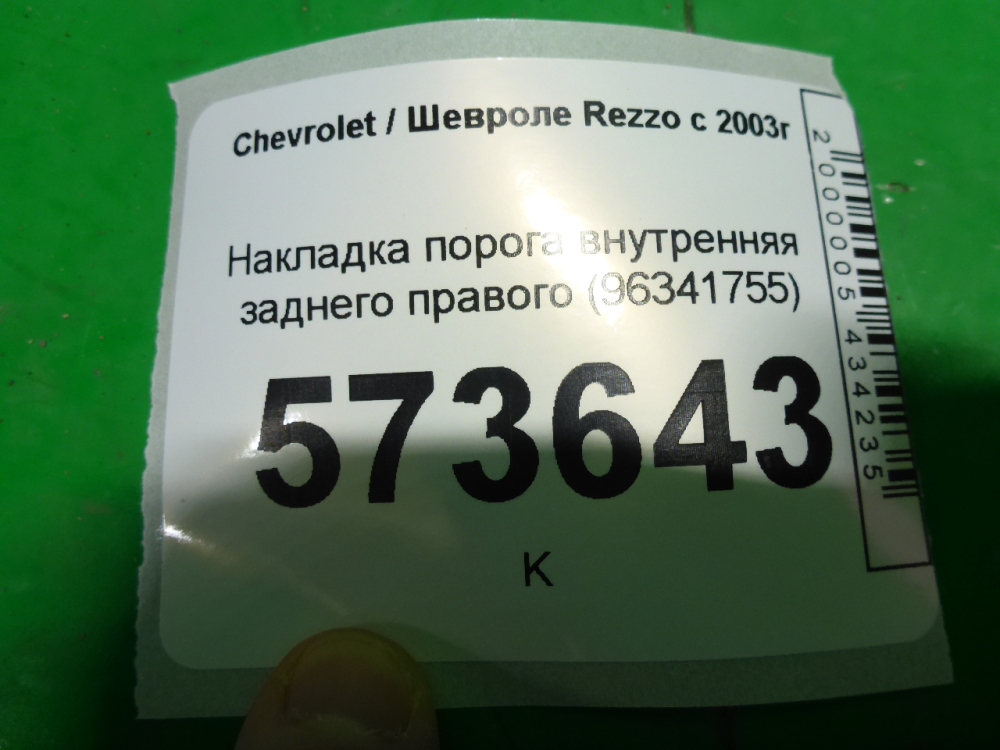 Chevrolet / Шевроле Rezzo с 2003г
Накладка порога внутренняя
заднего правого (96341755)
573643
К
2000005434235